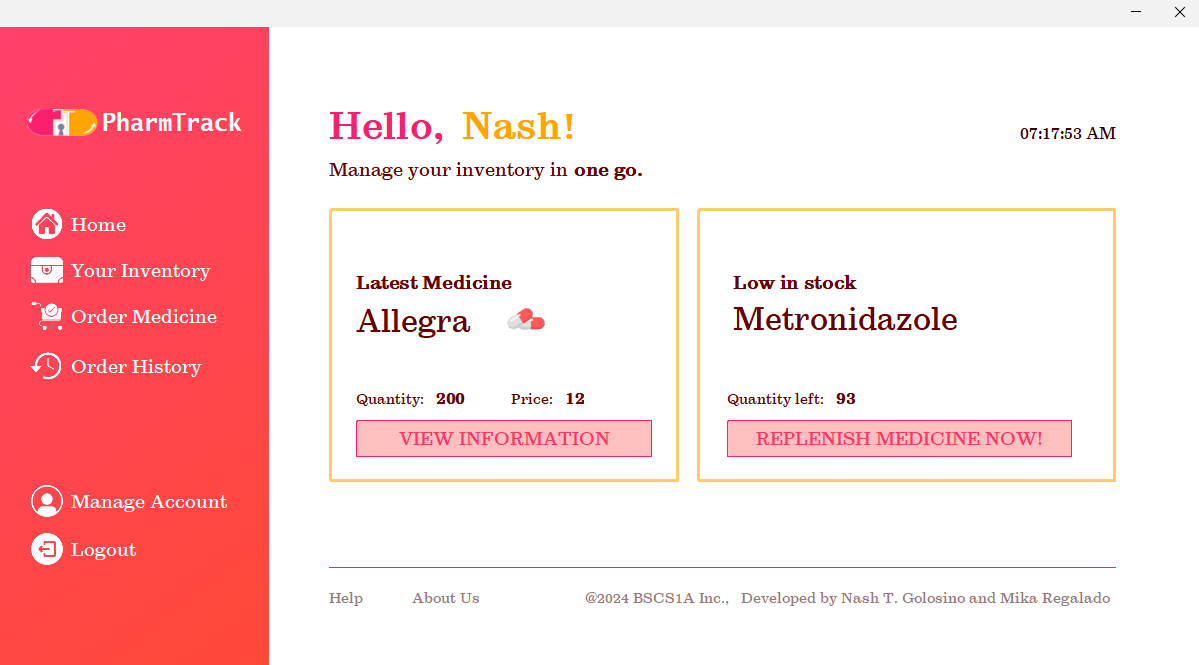 PharmTrack
Home
Your Inventory
Order Medicine
Order History
Manage Account
Logout
Hello, Nash!
07:17:53 AM
Manage your inventory in one go.
Latest Medicine
Allegra
Quantity: 200 Price: 12
VIEW INFORMATION
Low in stock
Metronidazole
Quantity left: 93
REPLENISH MEDICINE NOW!
Help About Us @2024 BSCS1A Inc., Developed by Nash T. Golosino and Mika Regalado